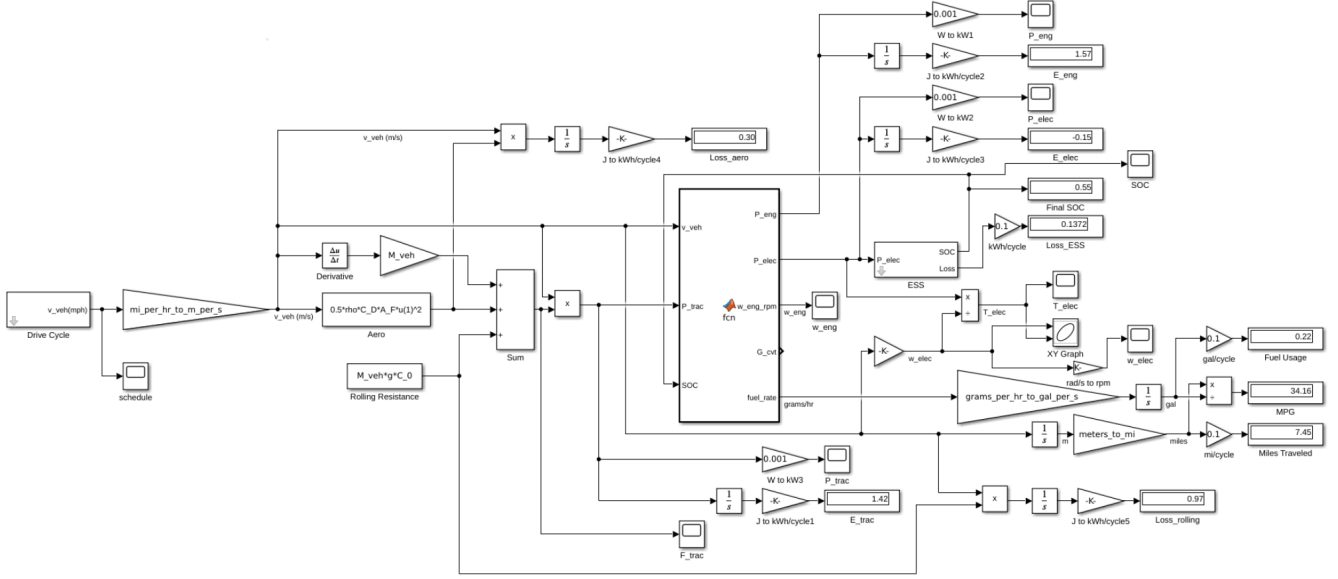 0.001
W to kW1
P_eng
1
s
-K-
J to kWh/cycle2
1.57
E_eng
0.001
W to kW2
P_elec
v_veh (m/s)
x
1
s
-K-
J to kWh/cycle4
0.30
Loss_aero
1
s
-K-
J to kWh/cycle3
-0.15
E_elec
SOC
0.55
Final SOC
v_veh
P_eng
0.1
kWh/cycle
0.1372
Loss_ESS
Δu
Δt
Derivative
M_veh
P_elec
P_elec
SOC
Loss
ESS
v_veh(mph)
Drive Cycle
mi_per_hr_to_m_per_s
v_veh (m/s)
0.5*rho*C_D*A_F*u(1)^2
Aero
+
+
+
Sum
x
P_trac
fcn
w_eng_rpm
w_eng
w_eng
x
÷
T_elec
T_elec
XY Graph
G_cvt
-K-
w_elec
K-
rad/s to rpm
w_elec
0.1
gal/cycle
0.22
Fuel Usage
schedule
M_veh*g*C_0
Rolling Resistance
SOC
fuel_rate
grams/hr
grams_per_hr_to_gal_per_s
1
s
gal
x
÷
34.16
MPG
1
s
m
meters_to_mi
miles
0.1
mi/cycle
7.45
Miles Traveled
0.001
W to kW3
P_trac
1
s
-K-
J to kWh/cycle1
1.42
E_trac
x
1
s
-K-
J to kWh/cycle5
0.97
Loss_rolling
F_trac